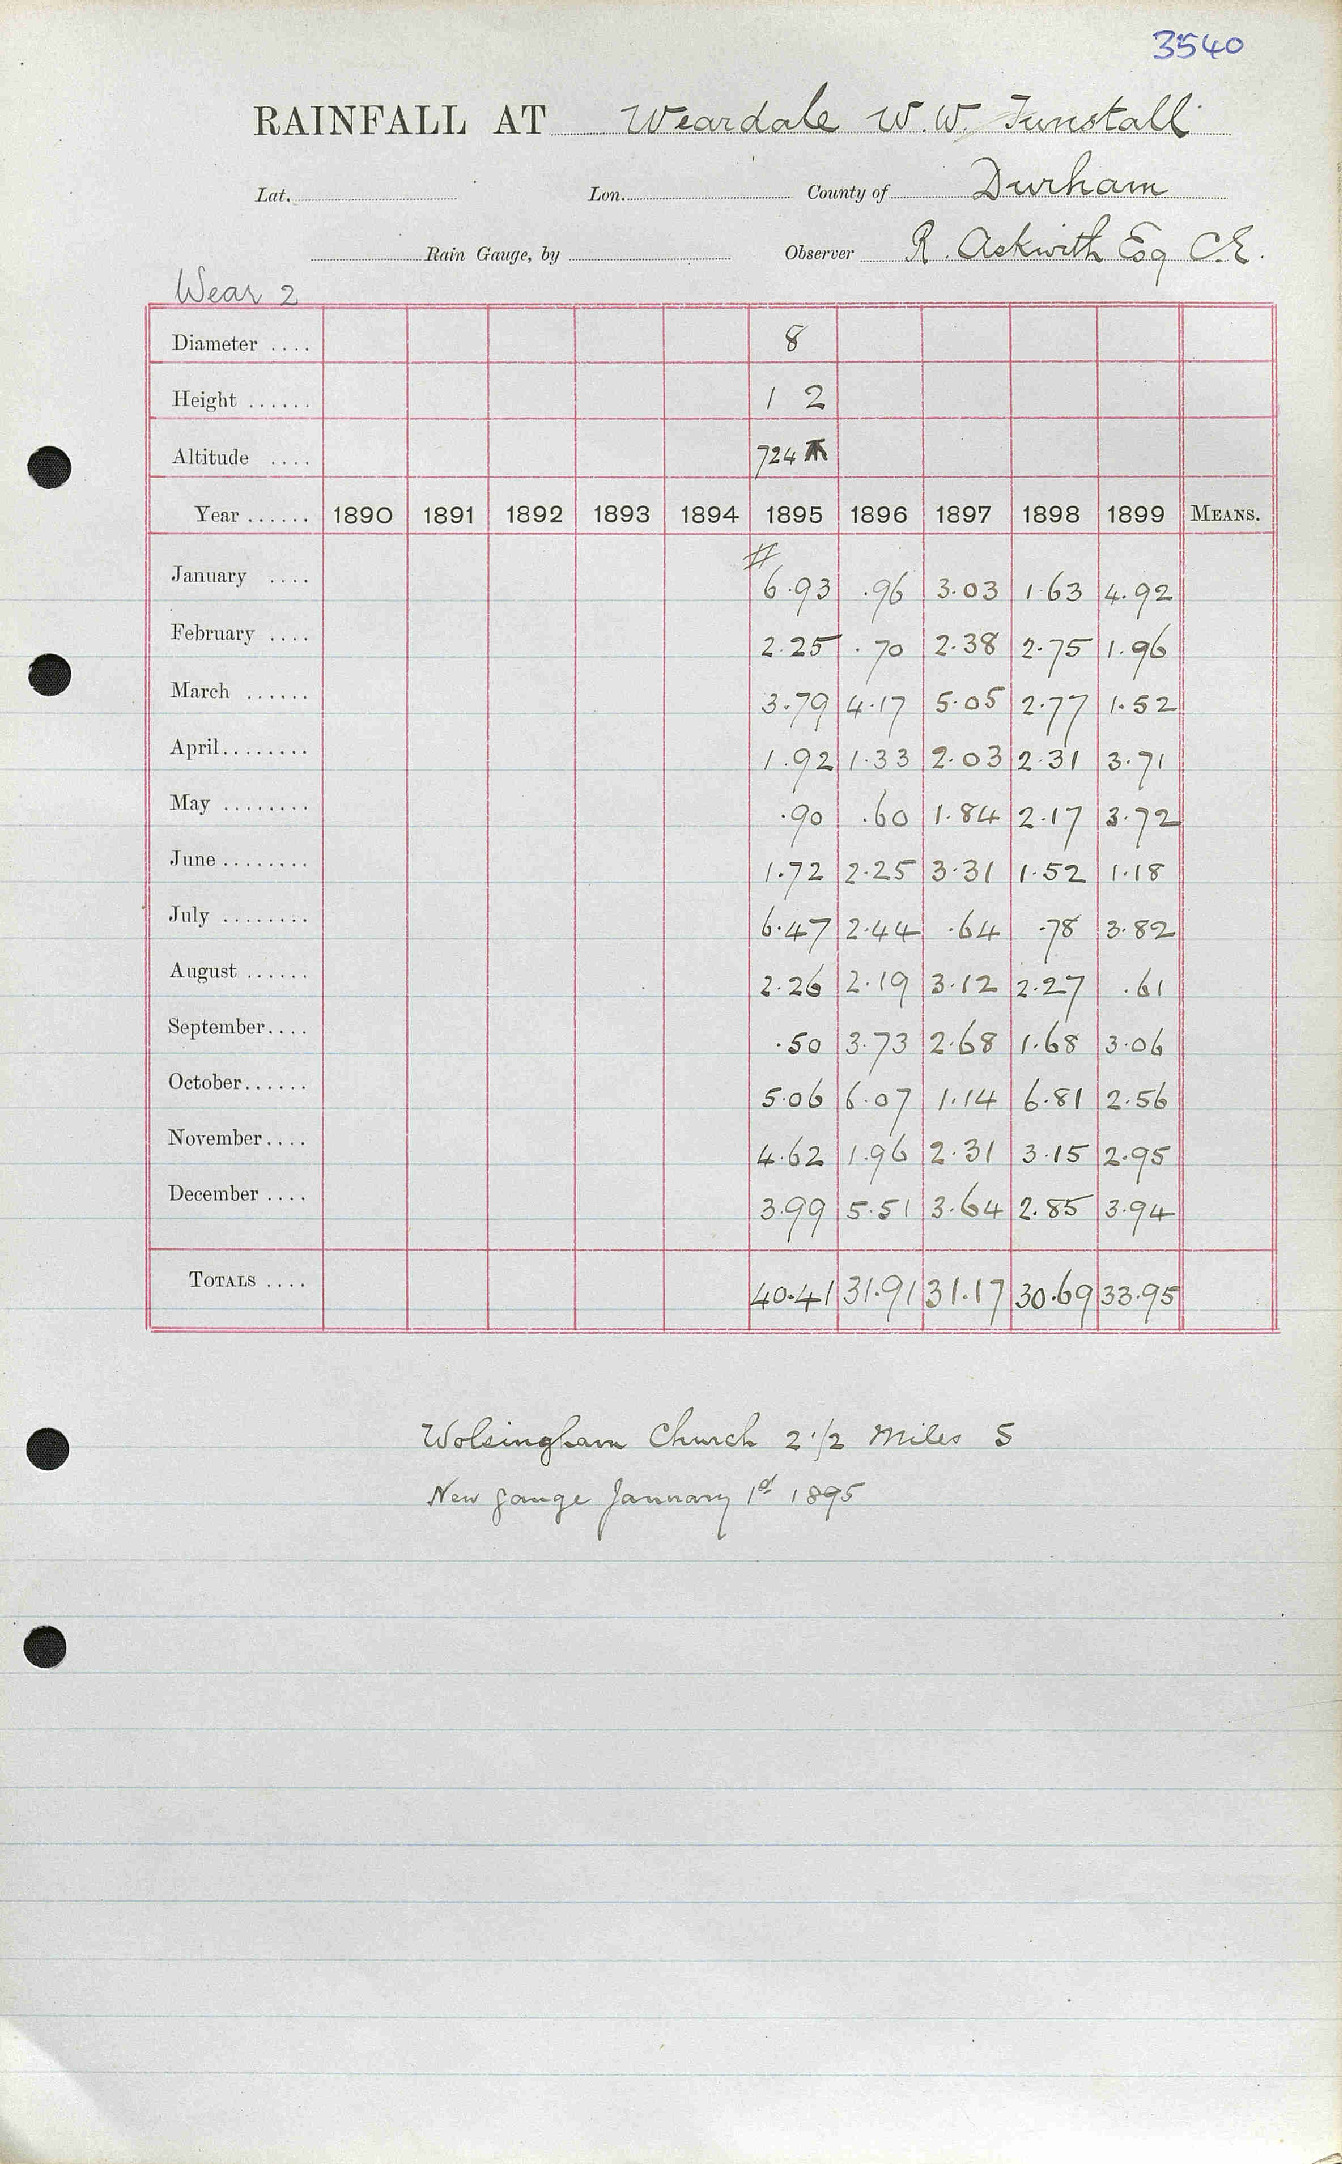 3540
RAINFALL AT Weardale W.W. Tunstall
Lat. Lon. County of Durham
Rain Gauge, by Observer R. Askwith Esq C.E.
Wear 2
Diameter .... 8
Height ...... 1 2
Altitude .... 724
Year ...... 1890 1891 1892 1893 1894 1895 1896 1897 1898 1899 MEANS.
#
January .... 6.93 .96 3.03 1.63 4.92
February .... 2.25 .70 2.38 2.75 1.96
March ...... 3.79 4.17 5.05 2.77 1.52
April........ 1.92 1.33 2.03 2.31 3.71
May ........ .90 .60 1.84 2.17 3.72
June ........ 1.72 2.25 3.31 1.52 1.18
July ........ 6.47 2.44 .64 .78 3.82
August ...... 2.26 2.19 3.12 2.27 .61
September.... .50 3.73 2.68 1.68 3.06
October...... 5.06 6.07 1.14 6.81 2.56
November.... 4.62 1.96 2.31 3.15 2.95
December .... 3.99 5.51 3.64 2.85 3.94
TOTALS .... 40.41 31.91 31.17 30.69 33.95
Wolsingham Church 2 1/2 Miles S
New gauge January 1st 1895